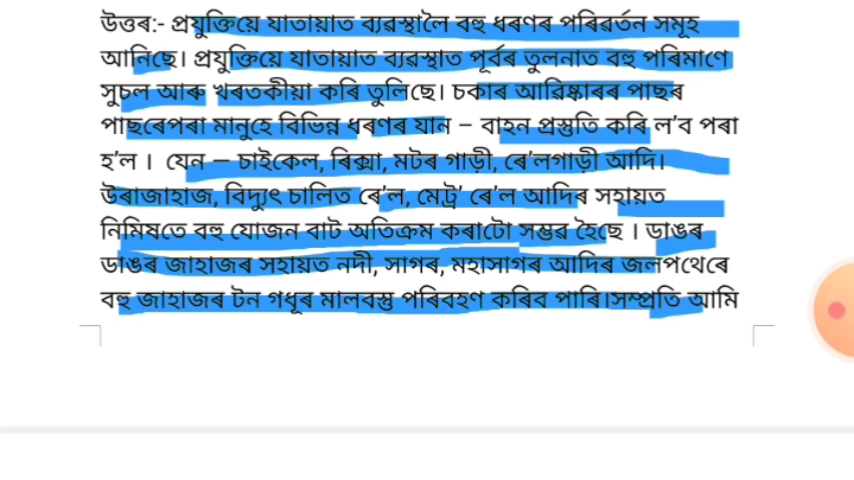 উত্তৰ:- প্ৰযুক্তিয়ে যাতায়াত ব্যৱস্থালৈ বহু ধৰণৰ পৰিৱৰ্তন সমূহ
আনিছে। প্ৰযুক্তিয়ে যাতায়াত ব্যৱস্থাত পূৰ্বৰ তুলনাত বহু পৰিমাণে
সুচল আৰু খৰতকীয়া কৰি তুলিছে। চকাৰ আৱিষ্কাৰৰ পাছৰ
পাছৰেপৰা মানুহে বিভিন্ন ধৰণৰ যান – বাহন প্ৰস্তুতি কৰি ল'ব পৰা
হ'ল । যেন – চাইকেল, ৰিক্সা, মটৰ গাড়ী, ৰে'লগাড়ী আদি।
উৰাজাহাজ, বিদ্যুৎ চালিত ৰে'ল, মেট্ৰ' ৰে'ল আদিৰ সহায়ত
নিমিষতে বহু যোজন বাট অতিক্ৰম কৰাটো সম্ভৱ হৈছে । ডাঙৰ
ডাঙৰ জাহাজৰ সহায়ত নদী, সাগৰ, মহাসাগৰ আদিৰ জলপথেৰে
বহু জাহাজৰ টন গধূৰ মালবস্তু পৰিবহণ কৰিব পাৰি।সম্প্ৰতি আমি